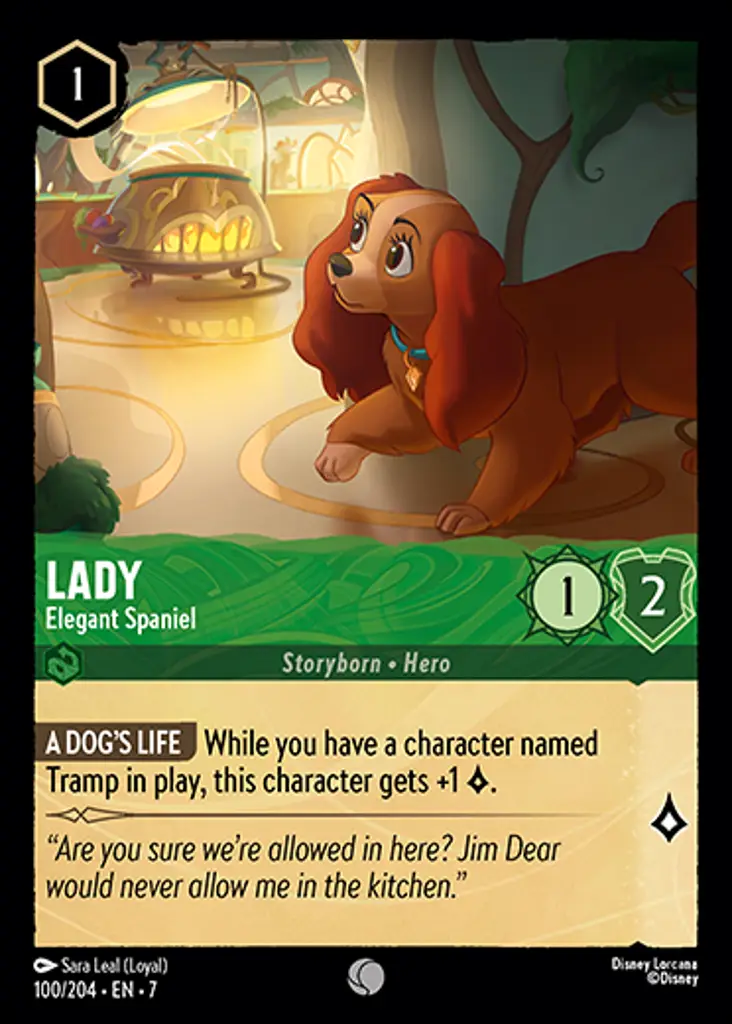 1
LADY
Elegant Spaniel
1
2
Storyborn • Hero
A DOG'S LIFE While you have a character named
Tramp in play, this character gets +1 .
“Are you sure we’re allowed in here? Jim Dear
would never allow me in the kitchen.”
Sara Leal (Loyal)
Disney Lorcana
100/204 • EN • 7
©Disney